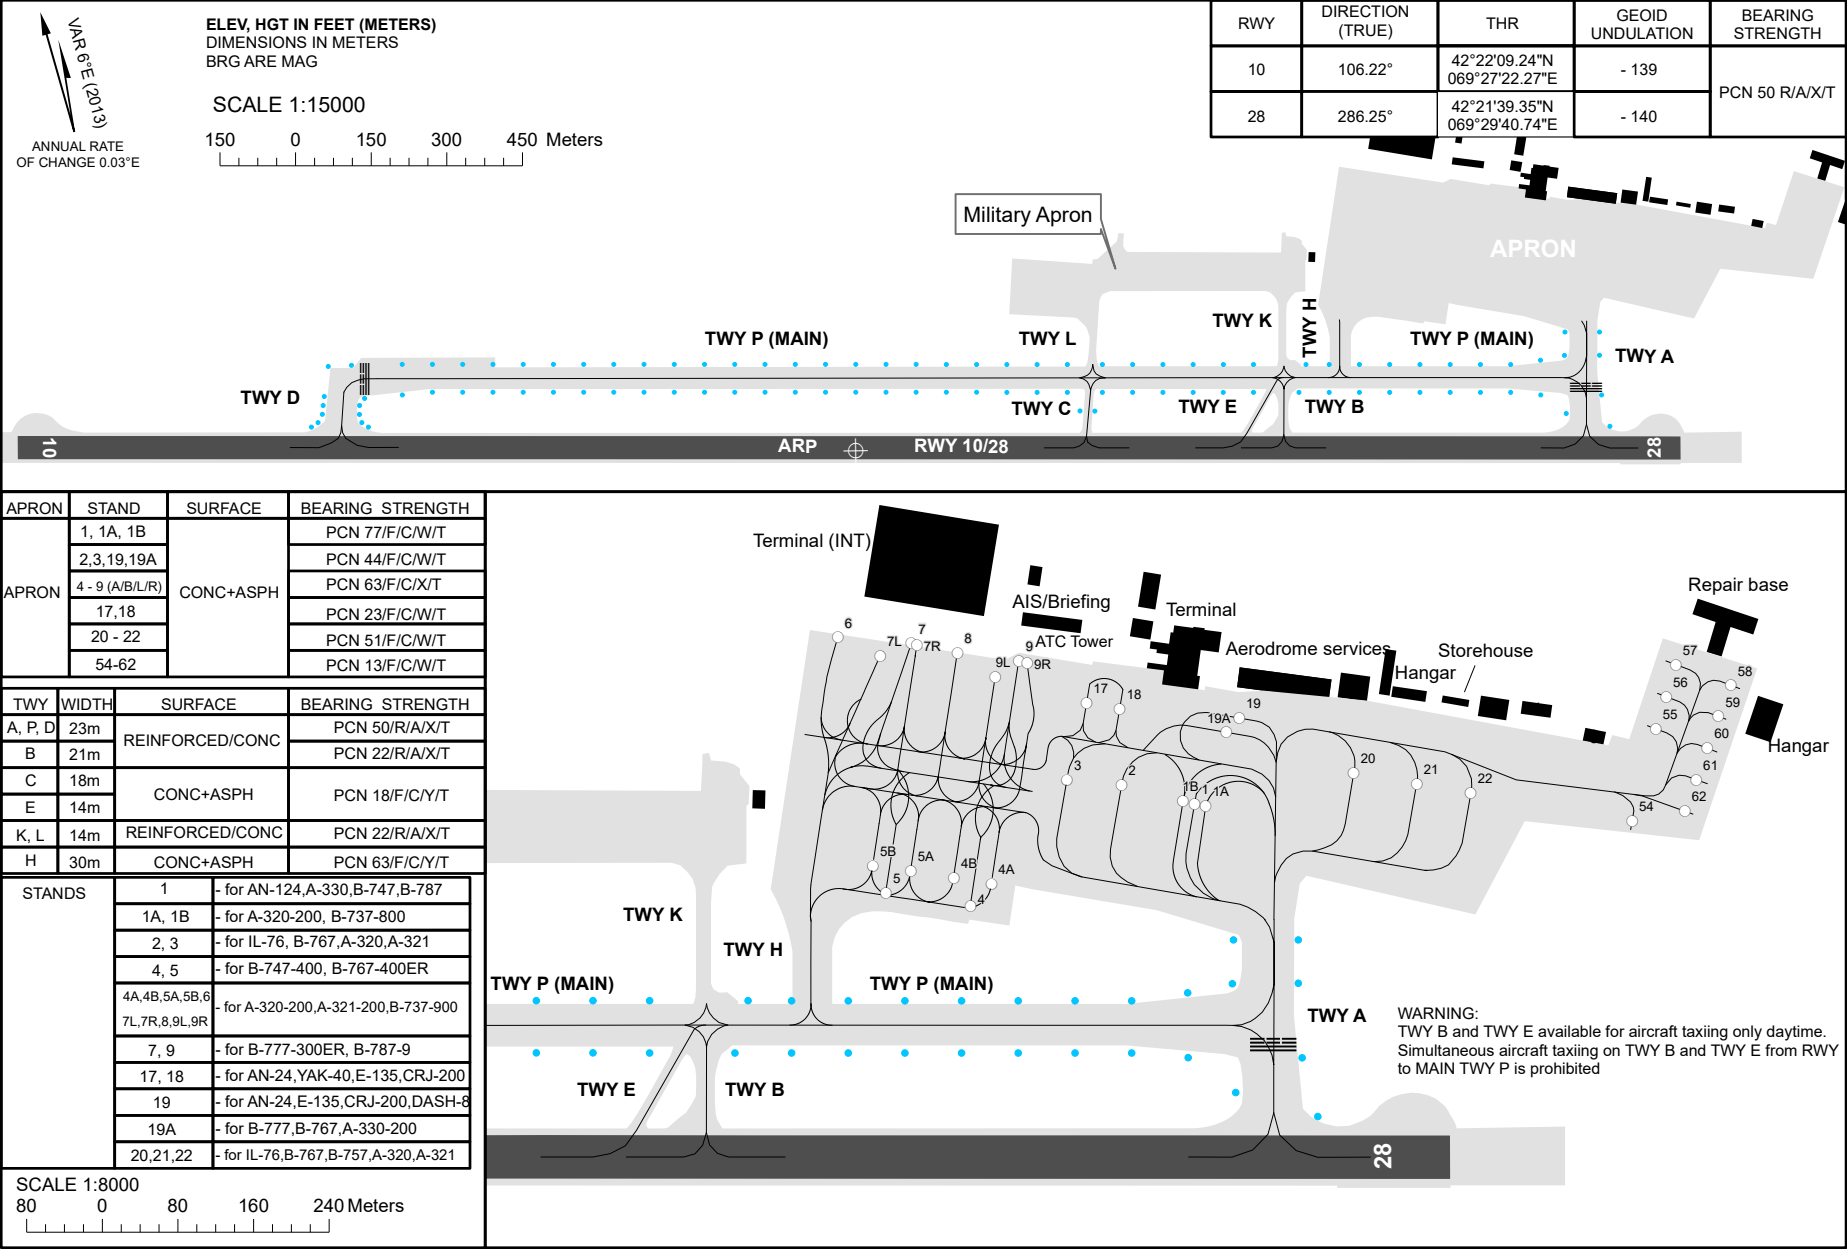 VAR 6°E (2013)
ANNUAL RATE
OF CHANGE 0.03°E
ELEV, HGT IN FEET (METERS)
DIMENSIONS IN METERS
BRG ARE MAG
SCALE 1:15000
150 0 150 300 450 Meters
RWY DIRECTION (TRUE) THR GEOID UNDULATION BEARING STRENGTH
10 106.22° 42°22'09.24"N 069°27'22.27"E - 139 PCN 50 R/A/X/T
28 286.25° 42°21'39.35"N 069°29'40.74"E - 140
Military Apron
APRON
TWY K
TWY H
TWY P (MAIN)
TWY L
TWY P (MAIN)
TWY A
TWY D
TWY C
TWY E
TWY B
10
ARP
RWY 10/28
28
APRON STAND SURFACE BEARING STRENGTH
APRON
CONC+ASPH
1, 1A, 1B PCN 77/F/C/W/T
2,3,19,19A PCN 44/F/C/W/T
4 - 9 (A/B/L/R) PCN 63/F/C/X/T
17,18 PCN 23/F/C/W/T
20 - 22 PCN 51/F/C/W/T
54-62 PCN 13/F/C/W/T
TWY WIDTH SURFACE BEARING STRENGTH
A, P, D 23m REINFORCED/CONC PCN 50/R/A/X/T
B 21m PCN 22/R/A/X/T
C 18m CONC+ASPH PCN 18/F/C/Y/T
E 14m
K, L 14m REINFORCED/CONC PCN 22/R/A/X/T
H 30m CONC+ASPH PCN 63/F/C/Y/T
STANDS
1 - for AN-124,A-330,B-747,B-787
1A, 1B - for A-320-200, B-737-800
2, 3 - for IL-76, B-767,A-320,A-321
4, 5 - for B-747-400, B-767-400ER
4A,4B,5A,5B,6
7L,7R,8,9L,9R - for A-320-200,A-321-200,B-737-900
7, 9 - for B-777-300ER, B-787-9
17, 18 - for AN-24,YAK-40,E-135,CRJ-200
19 - for AN-24,E-135,CRJ-200,DASH-8
19A - for B-777,B-767,A-330-200
20,21,22 - for IL-76,B-767,B-757,A-320,A-321
SCALE 1:8000
80 0 80 160 240 Meters
Terminal (INT)
AIS/Briefing
ATC Tower
Terminal
Aerodrome services
Hangar
Storehouse
Repair base
Hangar
6
7L
7
7R
8
9L
9
9R
17
18
19A
19
57
58
56
59
55
60
61
62
54
3
2
1B
1
1A
20
21
22
5B
5A
5
4B
4A
4
TWY K
TWY H
TWY P (MAIN)
TWY P (MAIN)
TWY A
TWY E
TWY B
28
WARNING:
TWY B and TWY E available for aircraft taxiing only daytime.
Simultaneous aircraft taxiing on TWY B and TWY E from RWY
to MAIN TWY P is prohibited